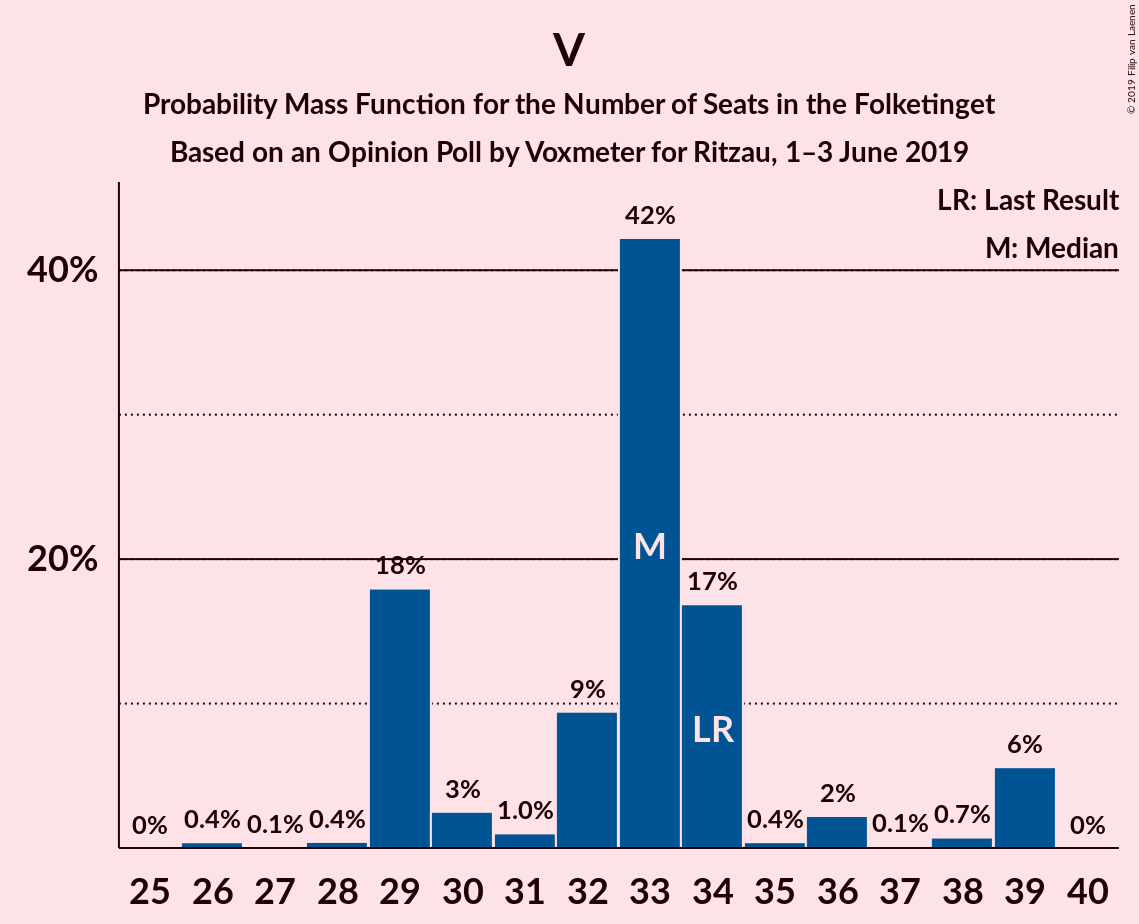 V
Probability Mass Function for the Number of Seats in the Folketinget
Based on an Opinion Poll by Voxmeter for Ritzau, 1–3 June 2019
© 2019 Filip van Laenen
LR: Last Result
M: Median
40%
20%
0%
0.4%
0.1%
0.4%
18%
3%
1.0%
9%
42%
17%
0.4%
2%
0.1%
0.7%
6%
0%
M
LR
25 26 27 28 29 30 31 32 33 34 35 36 37 38 39 40